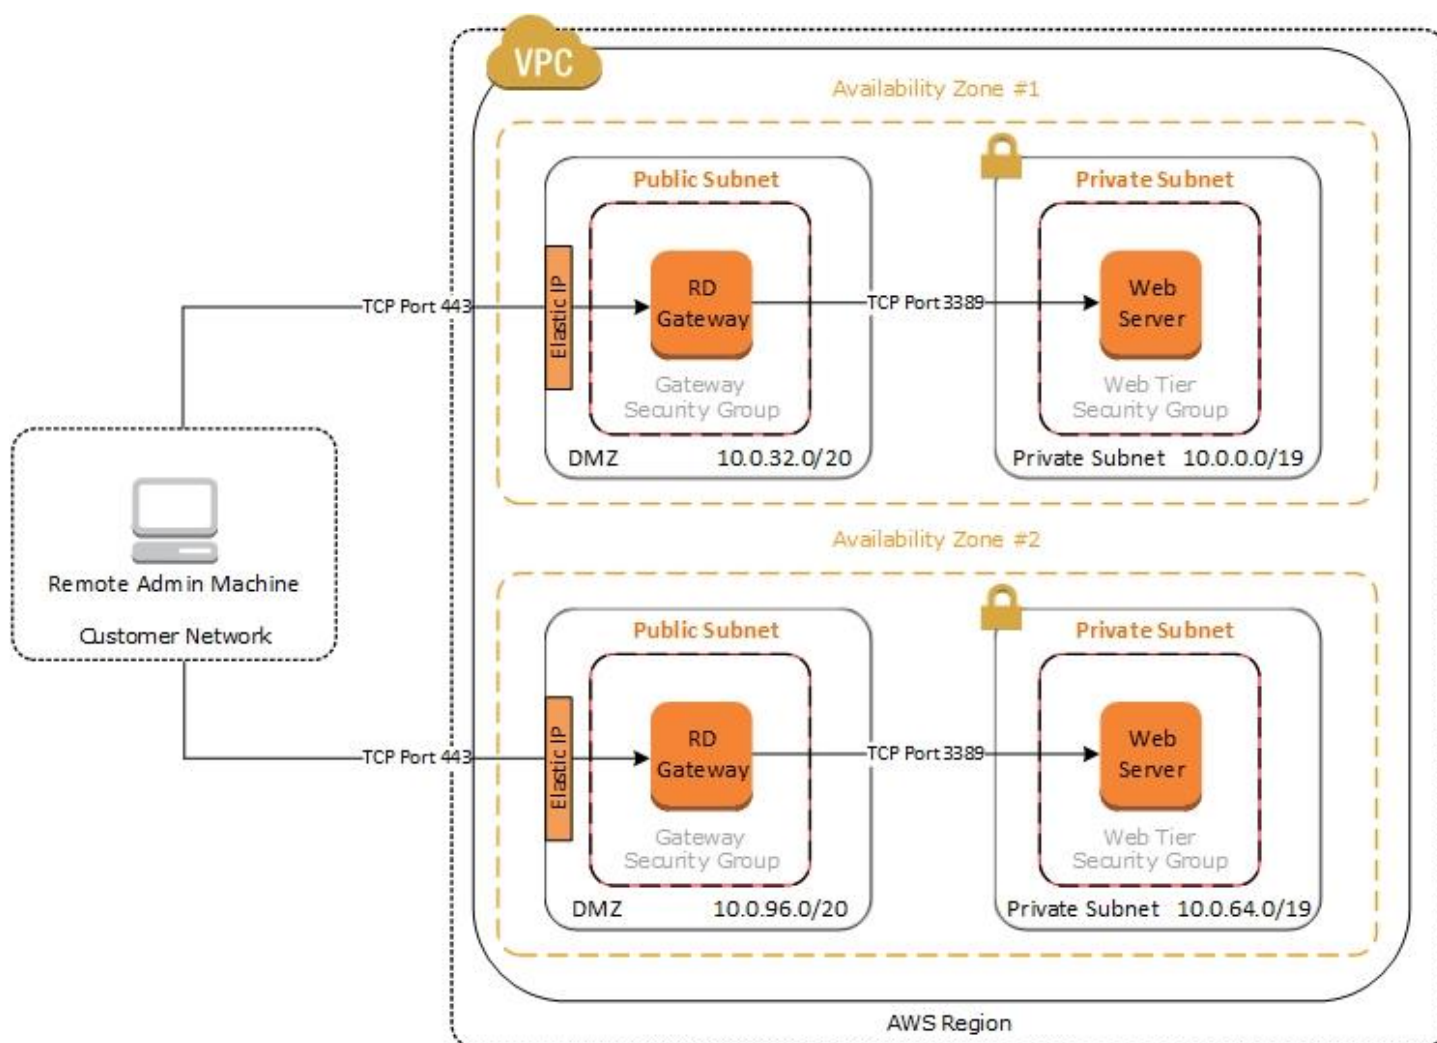 VPC
Availability Zone #1
Public Subnet
Private Subnet
TCP Port 443
Elastic IP
RD
Gateway
TCP Port 3389
Web
Server
Gateway
Security Group
Web Tier
Security Group
DMZ 10.0.32.0/20
Private Subnet 10.0.0.0/19
Remote Admin Machine
Customer Network
Availability Zone #2
Public Subnet
Private Subnet
TCP Port 443
Elastic IP
RD
Gateway
TCP Port 3389
Web
Server
Gateway
Security Group
Web Tier
Security Group
DMZ 10.0.96.0/20
Private Subnet 10.0.64.0/19
AWS Region